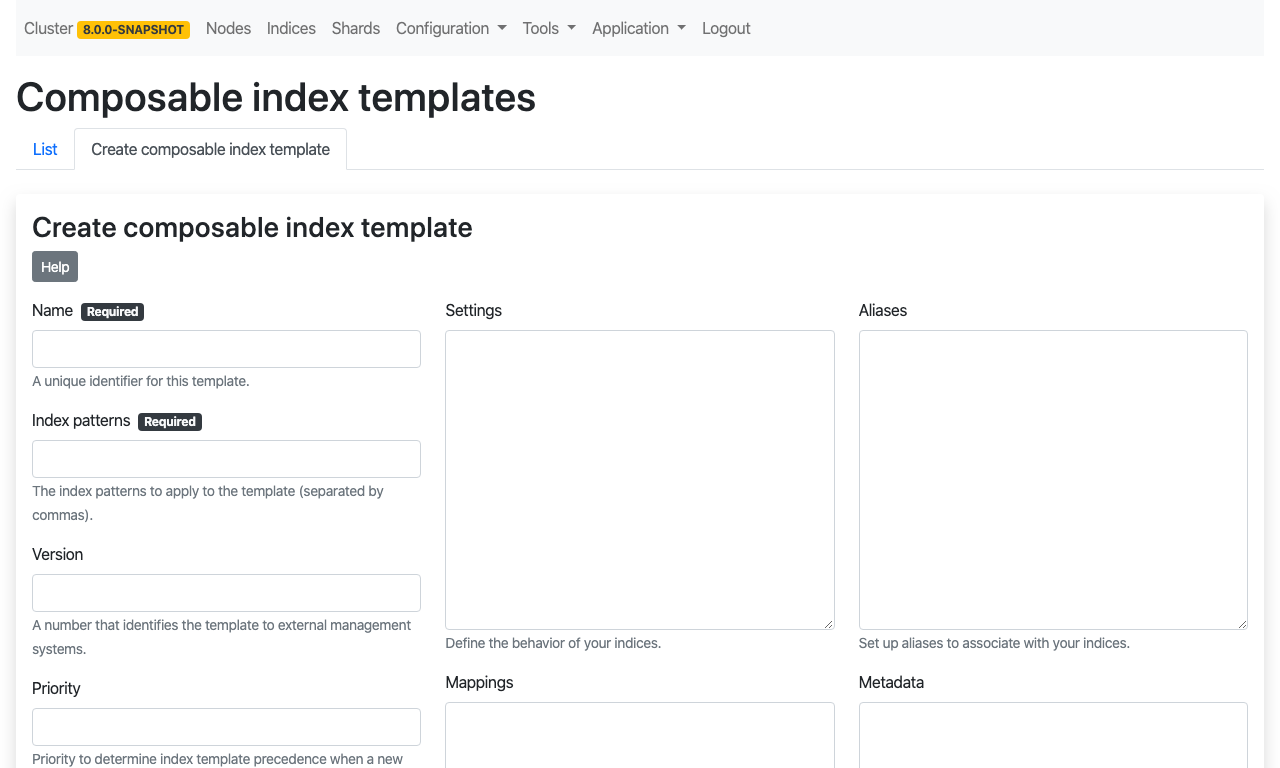 Cluster 8.0.0-SNAPSHOT Nodes Indices Shards Configuration Tools Application Logout
Composable index templates
List Create composable index template
Create composable index template
Help
Name Required
A unique identifier for this template.
Index patterns Required
The index patterns to apply to the template (separated by
commas).
Version
A number that identifies the template to external management
systems.
Priority
Priority to determine index template precedence when a new
Settings
Define the behavior of your indices.
Mappings
Aliases
Set up aliases to associate with your indices.
Metadata